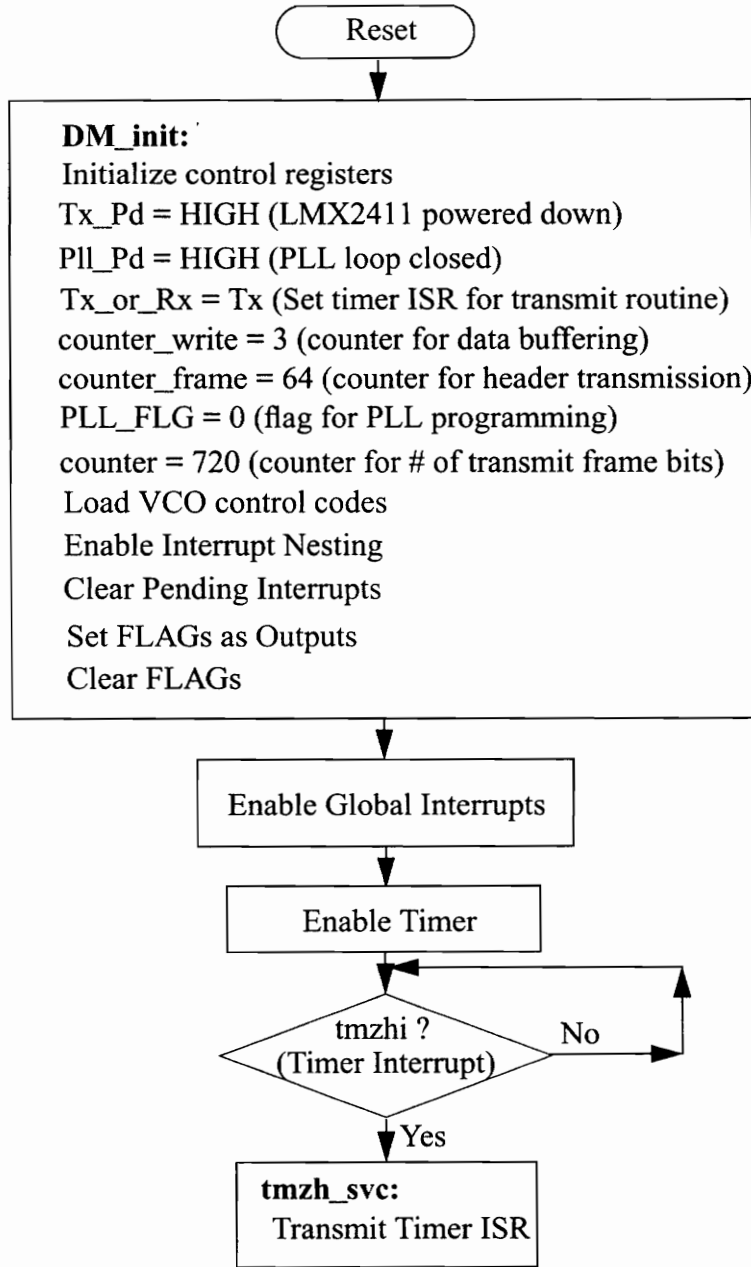 Reset
DM_init:
Initialize control registers
Tx_Pd = HIGH (LMX2411 powered down)
Pll_Pd = HIGH (PLL loop closed)
Tx_or_Rx = Tx (Set timer ISR for transmit routine)
counter_write = 3 (counter for data buffering)
counter_frame = 64 (counter for header transmission)
PLL_FLG = 0 (flag for PLL programming)
counter = 720 (counter for # of transmit frame bits)
Load VCO control codes
Enable Interrupt Nesting
Clear Pending Interrupts
Set FLAGs as Outputs
Clear FLAGs
Enable Global Interrupts
Enable Timer
tmzhi ?
(Timer Interrupt)
No
Yes
tmzh_svc:
Transmit Timer ISR